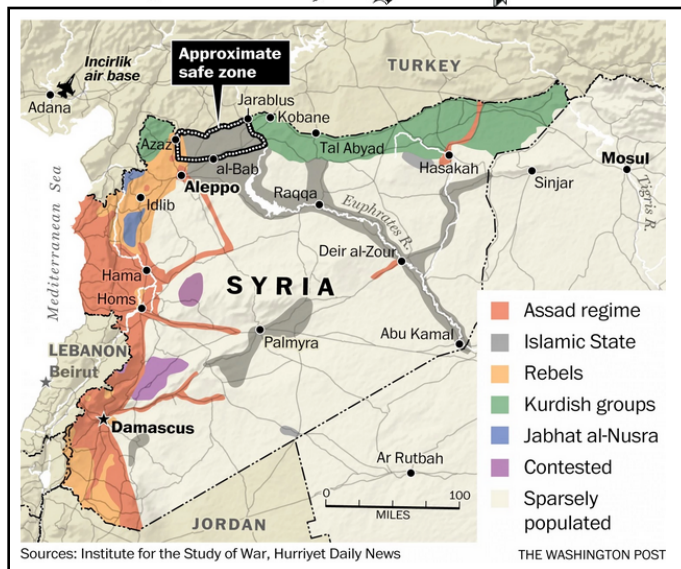 Incirlik
air base
Adana
Approximate
safe zone
TURKEY
Jarablus
Kobane
Azaz
Tal Abyad
al-Bab
Aleppo
Hasakah
Mosul
Sinjar
Tigris R.
Mediterranean Sea
Idlib
Raqqa
Euphrates R.
Deir al-Zour
Hama
SYRIA
Homs
Palmyra
Abu Kamal
LEBANON
Beirut
Damascus
Ar Rutbah
JORDAN
0 100
MILES
Assad regime
Islamic State
Rebels
Kurdish groups
Jabhat al-Nusra
Contested
Sparsely
populated
Sources: Institute for the Study of War, Hurriyet Daily News
THE WASHINGTON POST